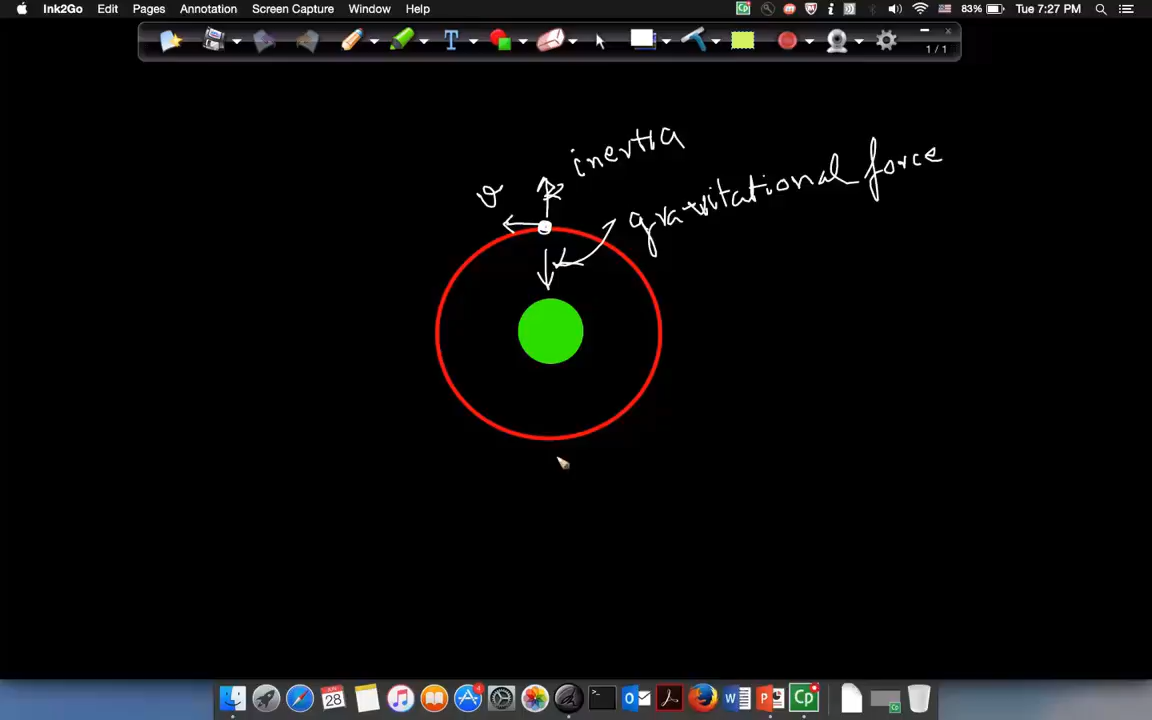 Ink2Go Edit Pages Annotation Screen Capture Window Help 83% Tue 7:27 PM
1 / 1
inertia
v
gravitational force